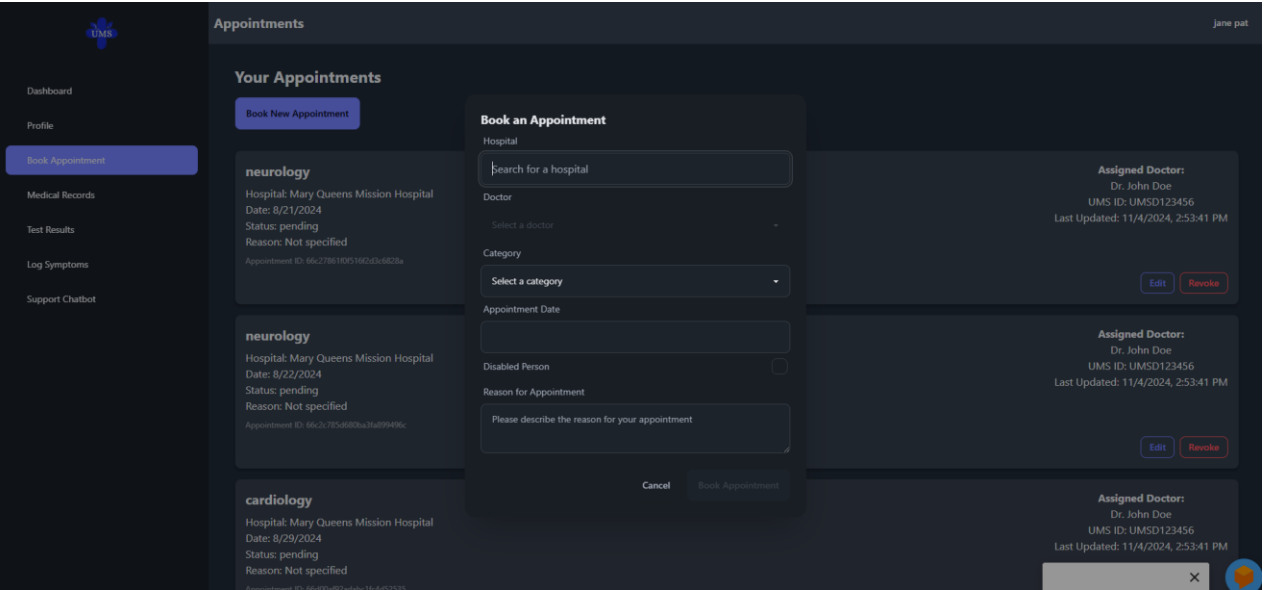 UMS
Appointments
jane pat
Dashboard
Profile
Book Appointment
Medical Records
Test Results
Log Symptoms
Support Chatbot
Your Appointments
Book New Appointment
neurology
Hospital: Mary Queens Mission Hospital
Date: 8/21/2024
Status: pending
Reason: Not specified
Assigned Doctor:
Dr. John Doe
UMS ID: UMSD123456
Last Updated: 11/4/2024, 2:53:41 PM
Edit
Revoke
neurology
Hospital: Mary Queens Mission Hospital
Date: 8/22/2024
Status: pending
Reason: Not specified
Assigned Doctor:
Dr. John Doe
UMS ID: UMSD123456
Last Updated: 11/4/2024, 2:53:41 PM
Edit
Revoke
cardiology
Hospital: Mary Queens Mission Hospital
Date: 8/29/2024
Status: pending
Reason: Not specified
Assigned Doctor:
Dr. John Doe
UMS ID: UMSD123456
Last Updated: 11/4/2024, 2:53:41 PM
Book an Appointment
Hospital
Search for a hospital
Doctor
Select a doctor
Category
Select a category
Appointment Date
Disabled Person
Reason for Appointment
Please describe the reason for your appointment
Cancel
Book Appointment